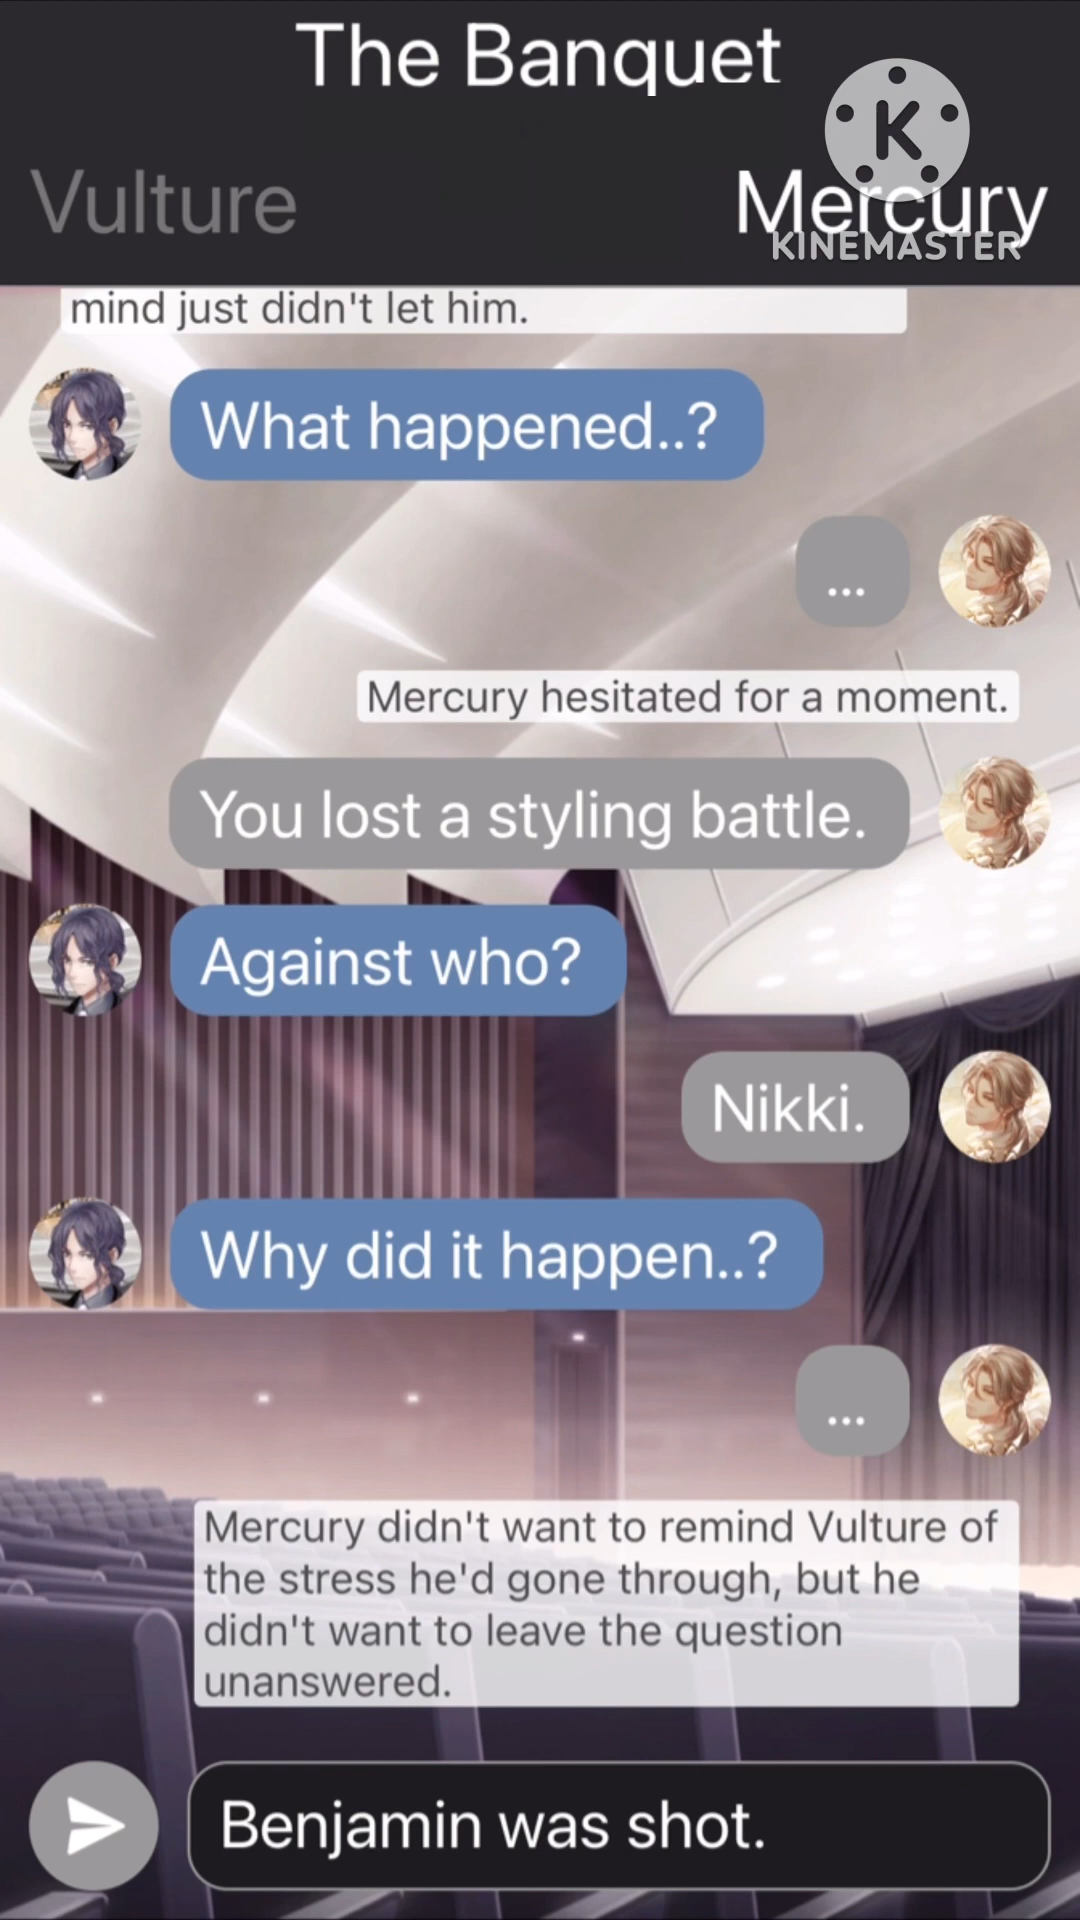 The Banquet
Vulture
Mercury
K
KINEMASTER
mind just didn't let him.
What happened..?
...
Mercury hesitated for a moment.
You lost a styling battle.
Against who?
Nikki.
Why did it happen..?
...
Mercury didn't want to remind Vulture of
the stress he'd gone through, but he
didn't want to leave the question
unanswered.
Benjamin was shot.